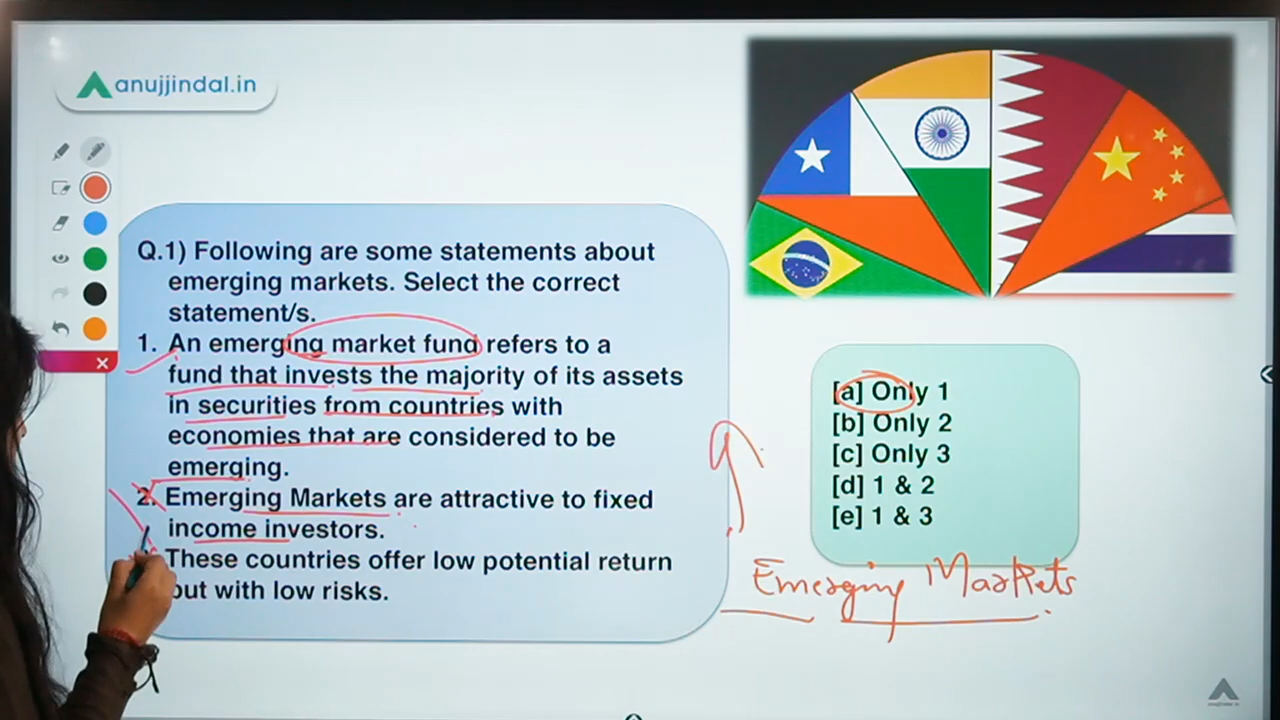 anujjindal.in
Q.1) Following are some statements about
emerging markets. Select the correct
statement/s.
1. An emerging market fund refers to a
fund that invests the majority of its assets
in securities from countries with
economies that are considered to be
emerging.
2. Emerging Markets are attractive to fixed
income investors.
These countries offer low potential return
but with low risks.
[a] Only 1
[b] Only 2
[c] Only 3
[d] 1 & 2
[e] 1 & 3
Emerging Markets
anujjindal.in